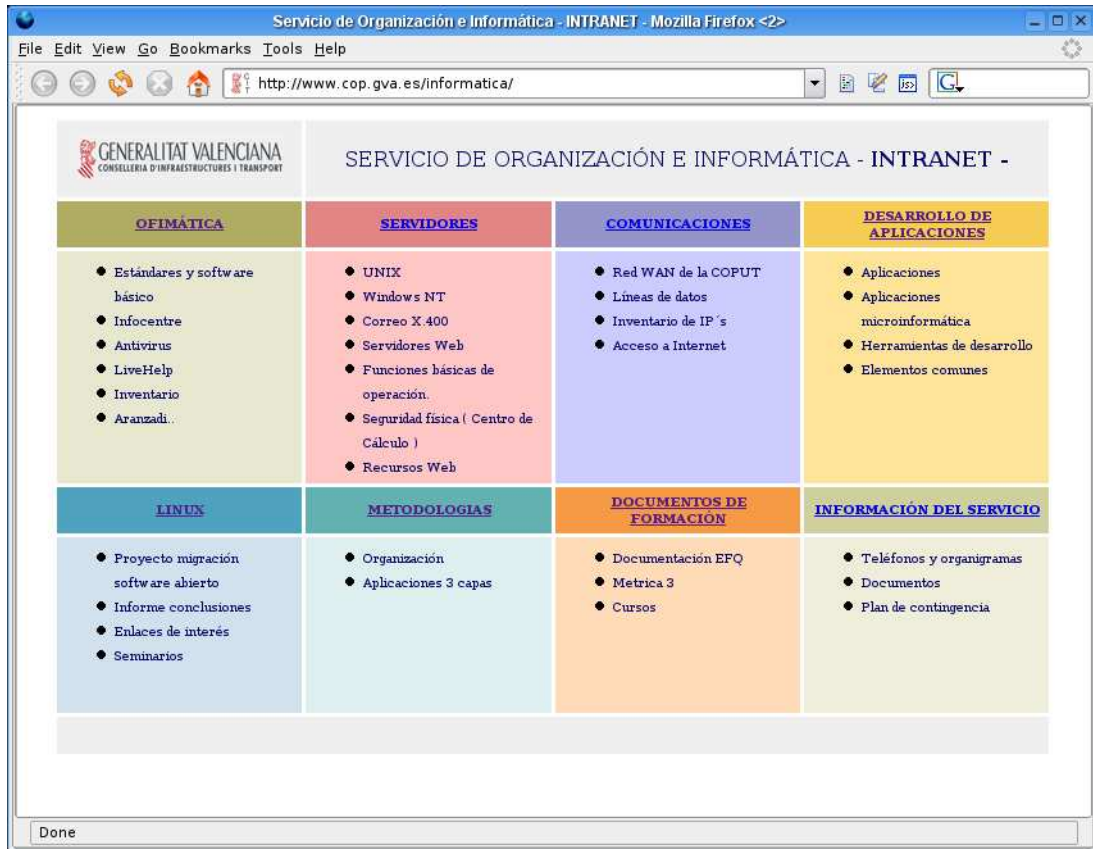 Servicio de Organización e Informática - INTRANET - Mozilla Firefox <2>
File Edit View Go Bookmarks Tools Help
http://www.cop.gva.es/informatica/
JS
G
GENERALITAT VALENCIANA
CONSELLERIA D'INFRAESTRUCTURES I TRANSPORT
SERVICIO DE ORGANIZACIÓN E INFORMÁTICA - INTRANET -
OFIMÁTICA
Estándares y software
básico
Infocentre
Antivirus
LiveHelp
Inventario
Aranzadi..
SERVIDORES
UNIX
Windows NT
Correo X.400
Servidores Web
Funciones básicas de
operación.
Seguridad física ( Centro de
Cálculo )
Recursos Web
COMUNICACIONES
Red WAN de la COPUT
Líneas de datos
Inventario de IP´s
Acceso a Internet
DESARROLLO DE
APLICACIONES
Aplicaciones
Aplicaciones
microinformática
Herramientas de desarrollo
Elementos comunes
LINUX
Proyecto migración
software abierto
Informe conclusiones
Enlaces de interés
Seminarios
METODOLOGIAS
Organización
Aplicaciones 3 capas
DOCUMENTOS DE
FORMACIÓN
Documentación EFQ
Metrica 3
Cursos
INFORMACIÓN DEL SERVICIO
Teléfonos y organigramas
Documentos
Plan de contingencia
Done